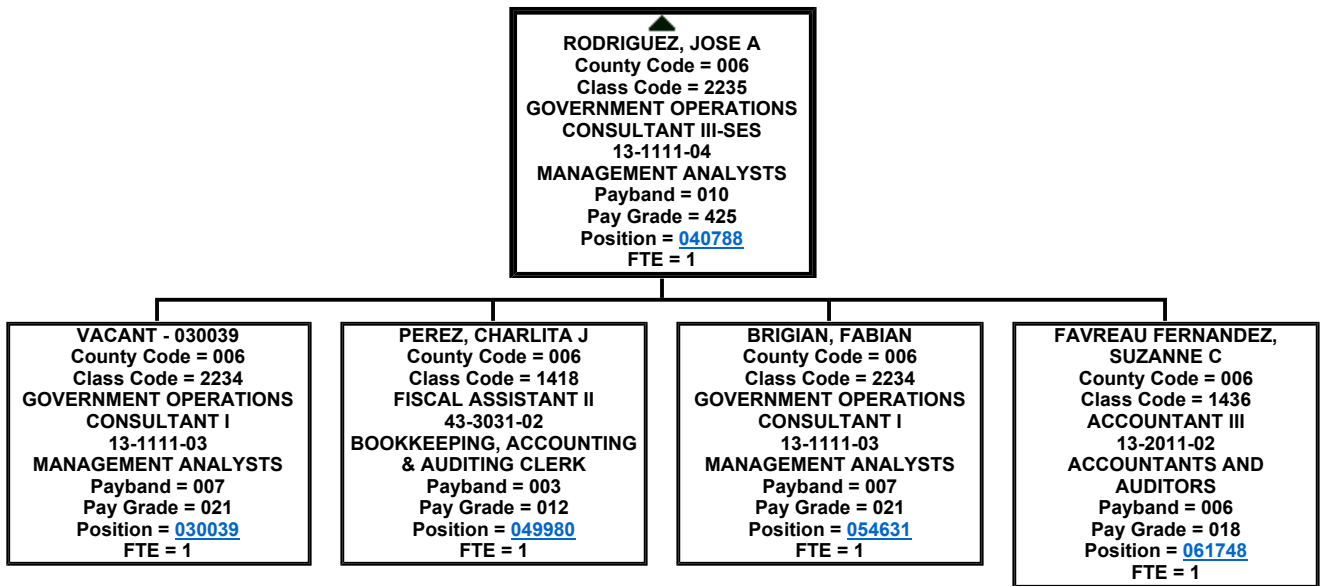 RODRIGUEZ, JOSE A
County Code = 006
Class Code = 2235
GOVERNMENT OPERATIONS
CONSULTANT III-SES
13-1111-04
MANAGEMENT ANALYSTS
Payband = 010
Pay Grade = 425
Position = 040788
FTE = 1
VACANT - 030039
County Code = 006
Class Code = 2234
GOVERNMENT OPERATIONS
CONSULTANT I
13-1111-03
MANAGEMENT ANALYSTS
Payband = 007
Pay Grade = 021
Position = 030039
FTE = 1
PEREZ, CHARLITA J
County Code = 006
Class Code = 1418
FISCAL ASSISTANT II
43-3031-02
BOOKKEEPING, ACCOUNTING
& AUDITING CLERK
Payband = 003
Pay Grade = 012
Position = 049980
FTE = 1
BRIGIAN, FABIAN
County Code = 006
Class Code = 2234
GOVERNMENT OPERATIONS
CONSULTANT I
13-1111-03
MANAGEMENT ANALYSTS
Payband = 007
Pay Grade = 021
Position = 054631
FTE = 1
FAVREAU FERNANDEZ,
SUZANNE C
County Code = 006
Class Code = 1436
ACCOUNTANT III
13-2011-02
ACCOUNTANTS AND
AUDITORS
Payband = 006
Pay Grade = 018
Position = 061748
FTE = 1